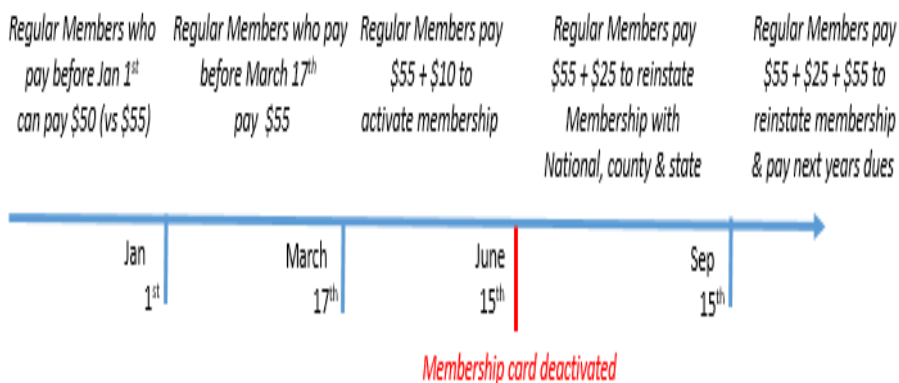 Regular Members who
pay before Jan 1st
can pay $50 (vs $55)
Regular Members who pay
before March 17th
pay $55
Regular Members pay
$55 + $10 to
activate membership
Regular Members pay
$55 + $25 to reinstate
Membership with
National, county & state
Regular Members pay
$55 + $25 + $55 to
reinstate membership
& pay next years dues
Jan
1st
March
17th
June
15th
Sep
15th
Membership card deactivated